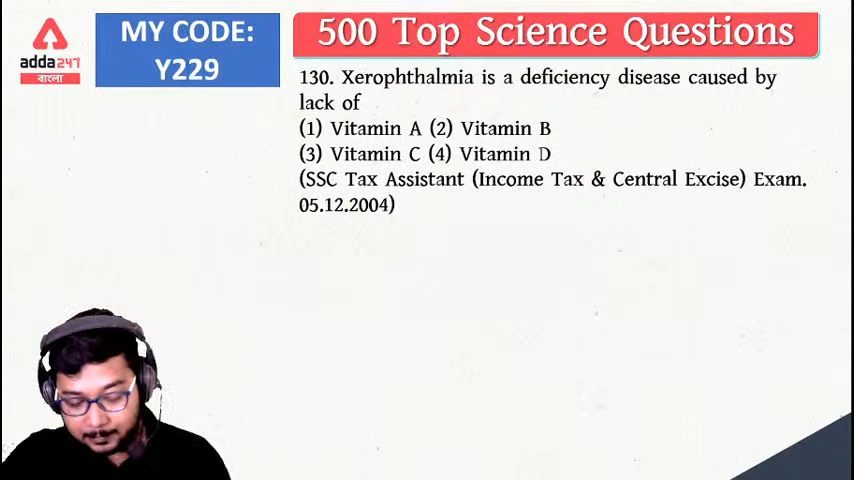 adda247
বাংলা
MY CODE:
Y229
500 Top Science Questions
130. Xerophthalmia is a deficiency disease caused by
lack of
(1) Vitamin A (2) Vitamin B
(3) Vitamin C (4) Vitamin D
(SSC Tax Assistant (Income Tax & Central Excise) Exam.
05.12.2004)